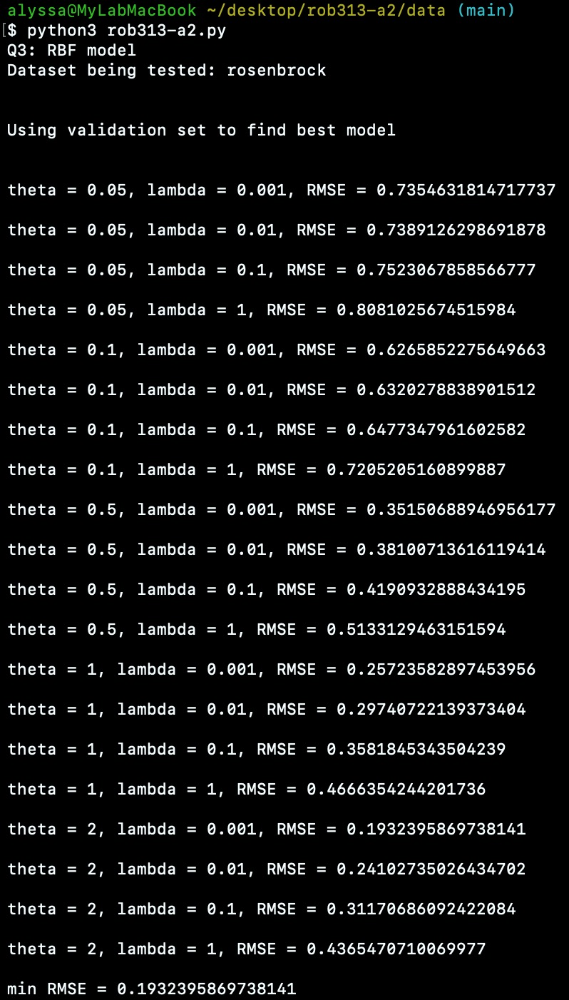 alyssa@MyLabMacBook ~/desktop/rob313-a2/data (main)
[$ python3 rob313-a2.py
Q3: RBF model
Dataset being tested: rosenbrock
Using validation set to find best model
theta = 0.05, lambda = 0.001, RMSE = 0.7354631814717737
theta = 0.05, lambda = 0.01, RMSE = 0.7389126298691878
theta = 0.05, lambda = 0.1, RMSE = 0.7523067858566777
theta = 0.05, lambda = 1, RMSE = 0.8081025674515984
theta = 0.1, lambda = 0.001, RMSE = 0.6265852275649663
theta = 0.1, lambda = 0.01, RMSE = 0.6320278838901512
theta = 0.1, lambda = 0.1, RMSE = 0.6477347961602582
theta = 0.1, lambda = 1, RMSE = 0.7205205160899887
theta = 0.5, lambda = 0.001, RMSE = 0.35150688946956177
theta = 0.5, lambda = 0.01, RMSE = 0.38100713616119414
theta = 0.5, lambda = 0.1, RMSE = 0.4190932888434195
theta = 0.5, lambda = 1, RMSE = 0.5133129463151594
theta = 1, lambda = 0.001, RMSE = 0.25723582897453956
theta = 1, lambda = 0.01, RMSE = 0.29740722139373404
theta = 1, lambda = 0.1, RMSE = 0.3581845343504239
theta = 1, lambda = 1, RMSE = 0.4666354244201736
theta = 2, lambda = 0.001, RMSE = 0.1932395869738141
theta = 2, lambda = 0.01, RMSE = 0.24102735026434702
theta = 2, lambda = 0.1, RMSE = 0.31170686092422084
theta = 2, lambda = 1, RMSE = 0.4365470710069977
min RMSE = 0.1932395869738141